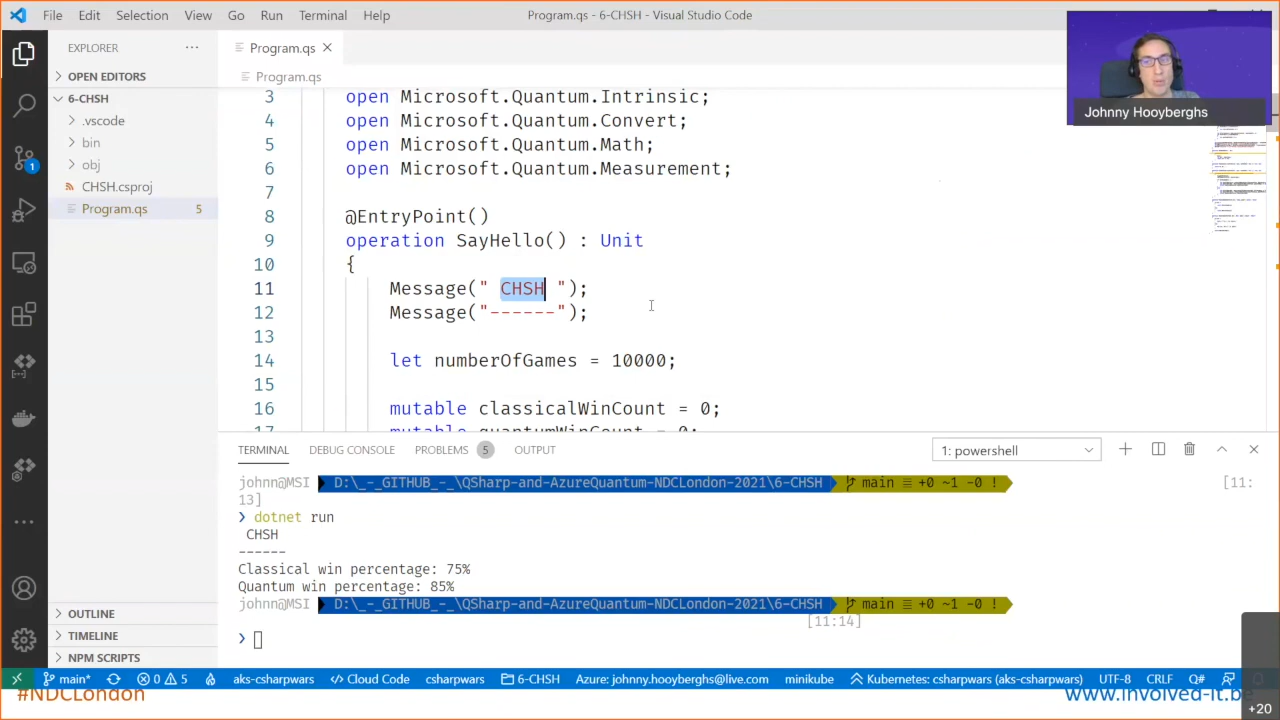 File Edit Selection View Go Run Terminal Help
Program.qs - 6-CHSH - Visual Studio Code
EXPLORER
OPEN EDITORS
6-CHSH
.vscode
bin
obj
CHSH.csproj
qs 5
OUTLINE
TIMELINE
NPM SCRIPTS
1
Program.qs
Program.qs
3 open Microsoft.Quantum.Intrinsic;
4 open Microsoft.Quantum.Convert;
5 open Microsoft.Quantum.Math;
6 open Microsoft.Quantum.Measurement;
7
8 @EntryPoint()
9 operation SayHello() : Unit
10 {
11 Message(" CHSH ");
12 Message("------");
13
14 let numberOfGames = 10000;
15
16 mutable classicalWinCount = 0;
17 mutable quantumWinCount = 0;
Johnny Hooyberghs
TERMINAL DEBUG CONSOLE PROBLEMS 5 OUTPUT
1: powershell
johnn@MSI D:\_-_GITHUB_-_\QSharp-and-AzureQuantum-NDCLondon-2021\6-CHSH main ≡ +0 ~1 -0 ! [11:
13]
❯ dotnet run
CHSH
------
Classical win percentage: 75%
Quantum win percentage: 85%
johnn@MSI D:\_-_GITHUB_-_\QSharp-and-AzureQuantum-NDCLondon-2021\6-CHSH main ≡ +0 ~1 -0 !
[11:14]
❯
main* 0 5 aks-csharpwars Cloud Code csharpwars 6-CHSH Azure: johnny.hooyberghs@live.com minikube Kubernetes: csharpwars (aks-csharpwars) UTF-8 CRLF Q#
#NDCLondon
www.involved-it.be
+20